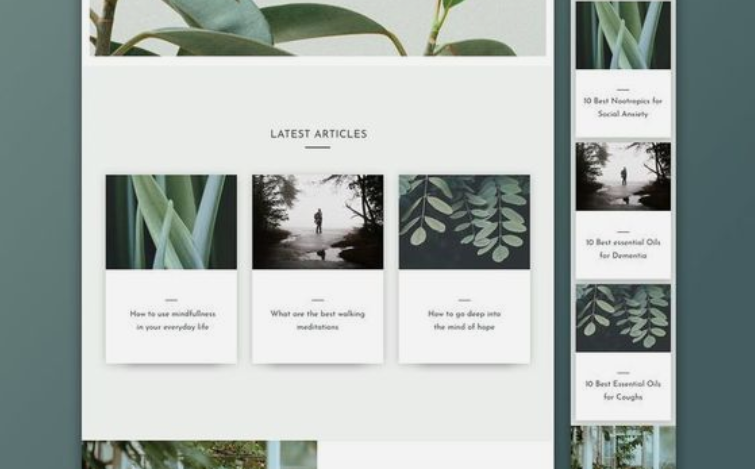 LATEST ARTICLES
How to use mindfullness
in your everyday life
What are the best walking
meditations
How to go deep into
the mind of hope
10 Best Nootropics for
Social Anxiety
10 Best essential Oils
for Dementia
10 Best Essential Oils
for Coughs